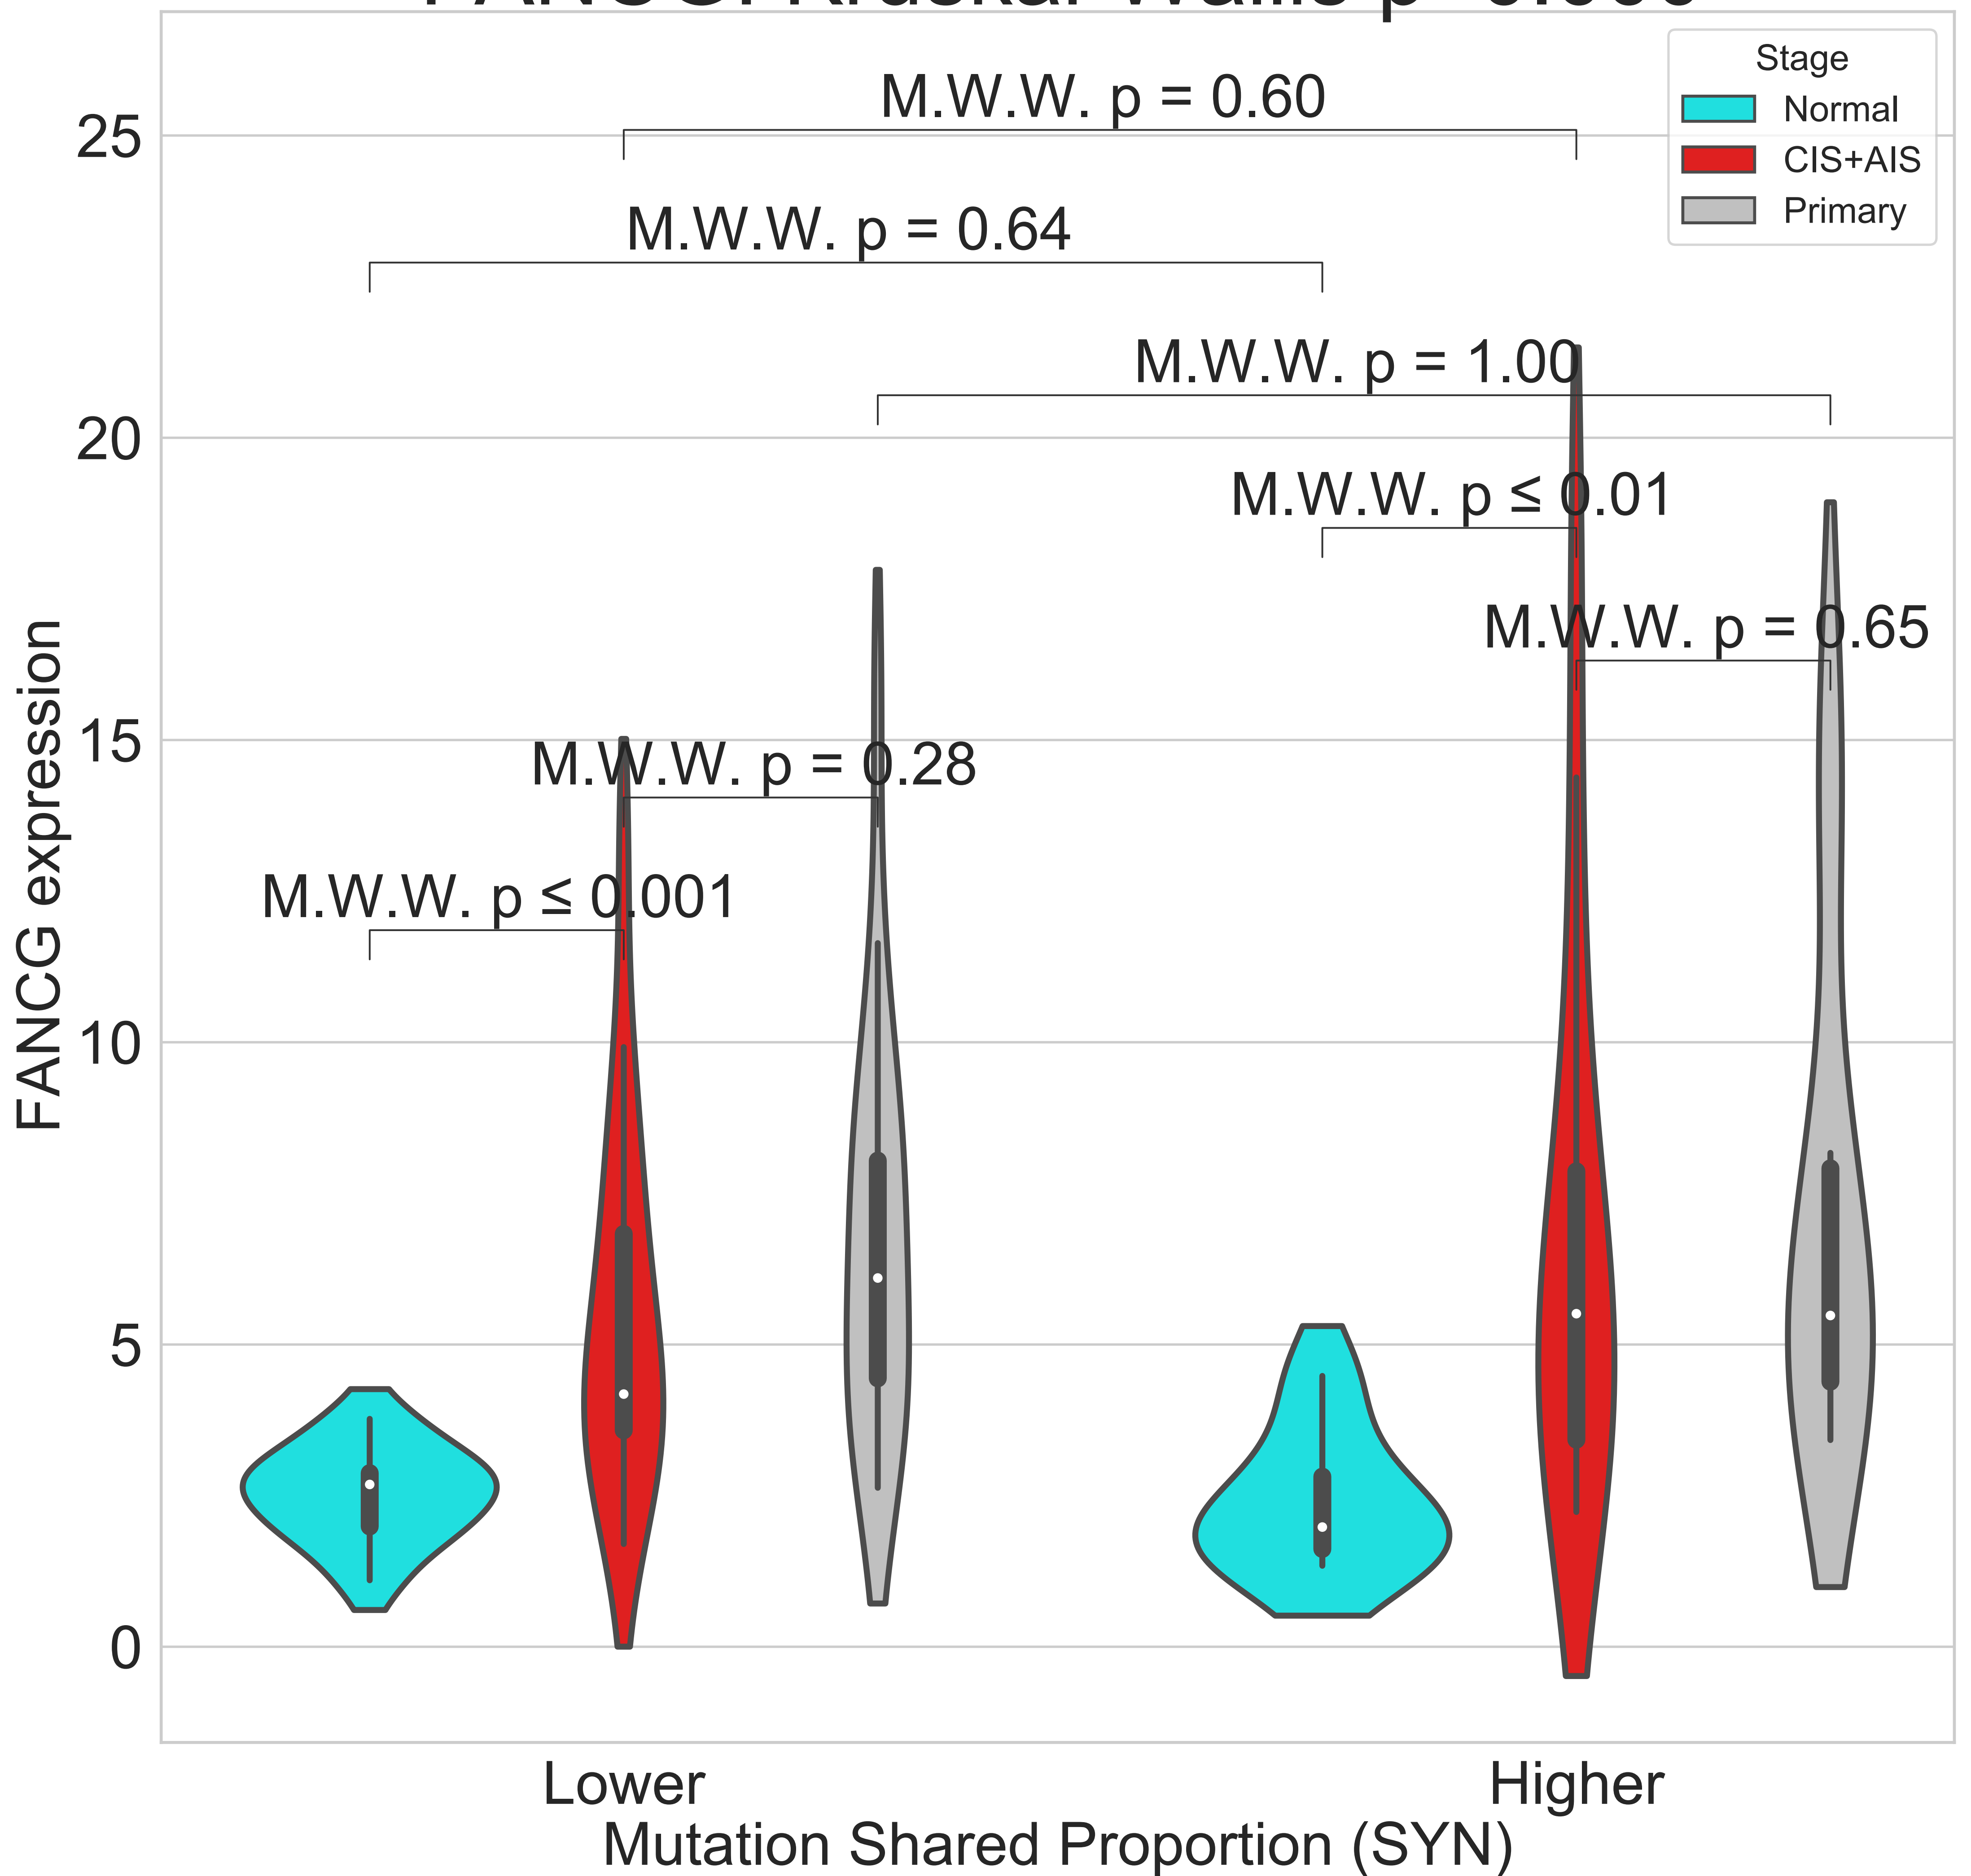 Stage
Normal
CIS+AIS
Primary
M.W.W. p = 0.60
M.W.W. p = 0.64
M.W.W. p = 1.00
M.W.W. p ≤ 0.01
M.W.W. p = 0.65
M.W.W. p = 0.28
M.W.W. p ≤ 0.001
25
20
15
10
5
0
FANCG expression
Lower
Higher
Mutation Shared Proportion (SYN)